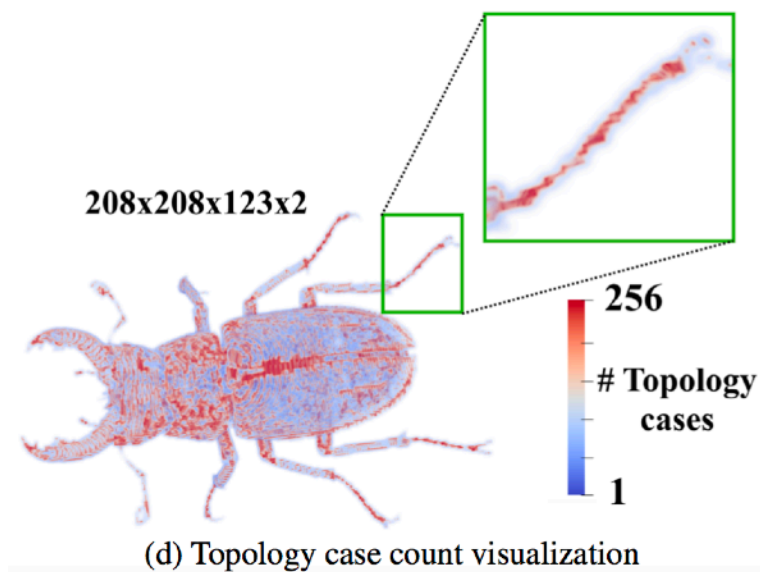 208x208x123x2
256
# Topology
cases
1
(d) Topology case count visualization